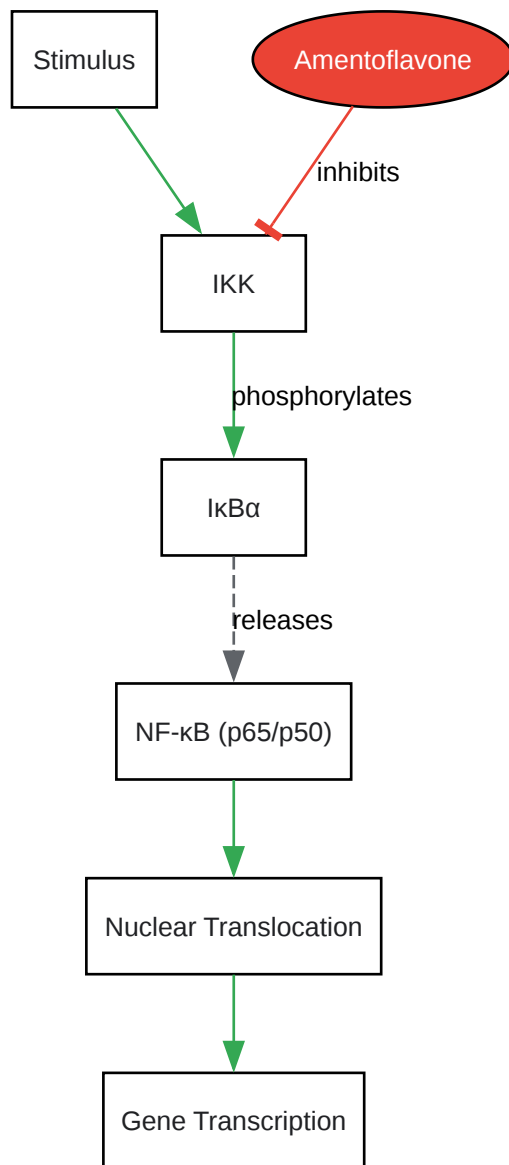 Stimulus
Amentoflavone
inhibits
IKK
phosphorylates
IκBα
releases
NF-κB (p65/p50)
Nuclear Translocation
Gene Transcription